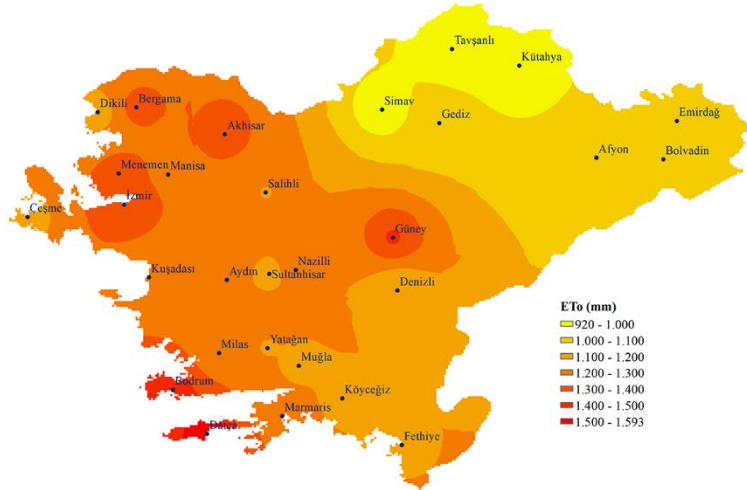 Tavşanlı
Kütahya
Dikili
Bergama
Simav
Gediz
Emirdağ
Akhisar
Afyon
Bolvadin
Menemen
Manisa
Salihli
İzmir
Çeşme
Güney
Kuşadası
Aydın
Sultanhisar
Nazilli
Denizli
ETo (mm)
920 - 1.000
1.000 - 1.100
1.100 - 1.200
1.200 - 1.300
1.300 - 1.400
1.400 - 1.500
1.500 - 1.593
Milas
Yatağan
Muğla
Bodrum
Köyceğiz
Marmaris
Datça
Fethiye